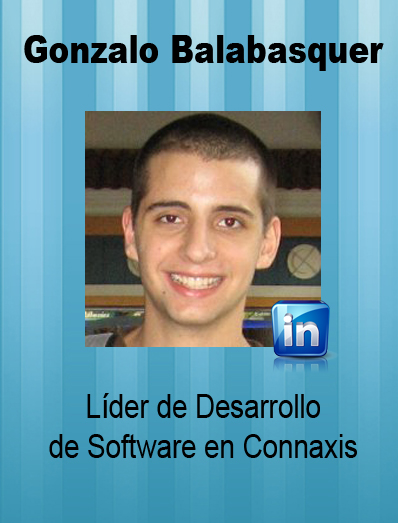 Gonzalo Balabasquer
in
Líder de Desarrollo
de Software en Connaxis